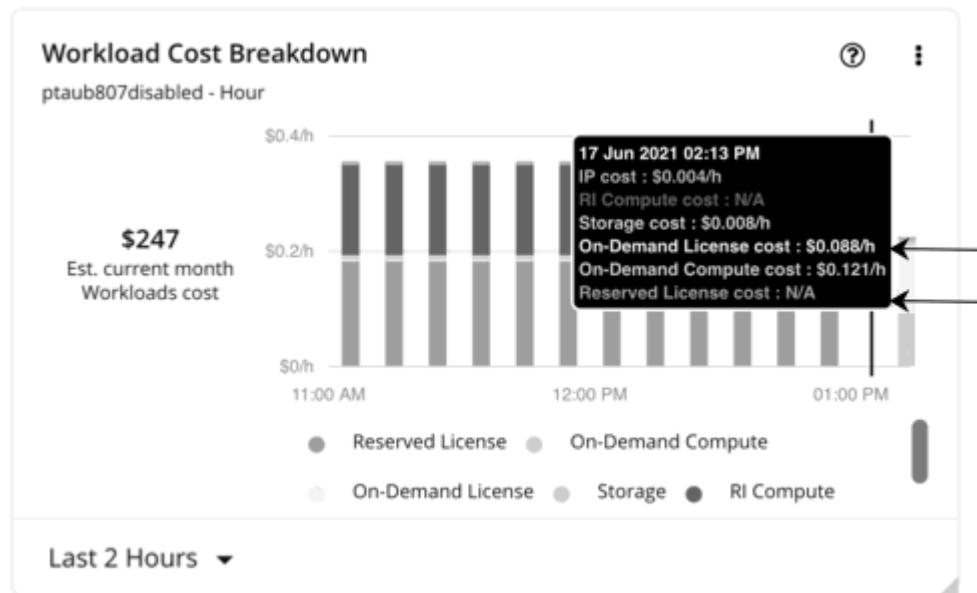 Workload Cost Breakdown
ptaub807disabled - Hour
$0.4/h
17 Jun 2021 02:13 PM
IP cost : $0.004/h
RI Compute cost : N/A
Storage cost : $0.008/h
On-Demand License cost : $0.088/h
On-Demand Compute cost : $0.121/h
Reserved License cost : N/A
$247
Est. current month
Workloads cost
$0.2/h
$0/h
11:00 AM 12:00 PM 01:00 PM
Reserved License On-Demand Compute
On-Demand License Storage RI Compute
Last 2 Hours